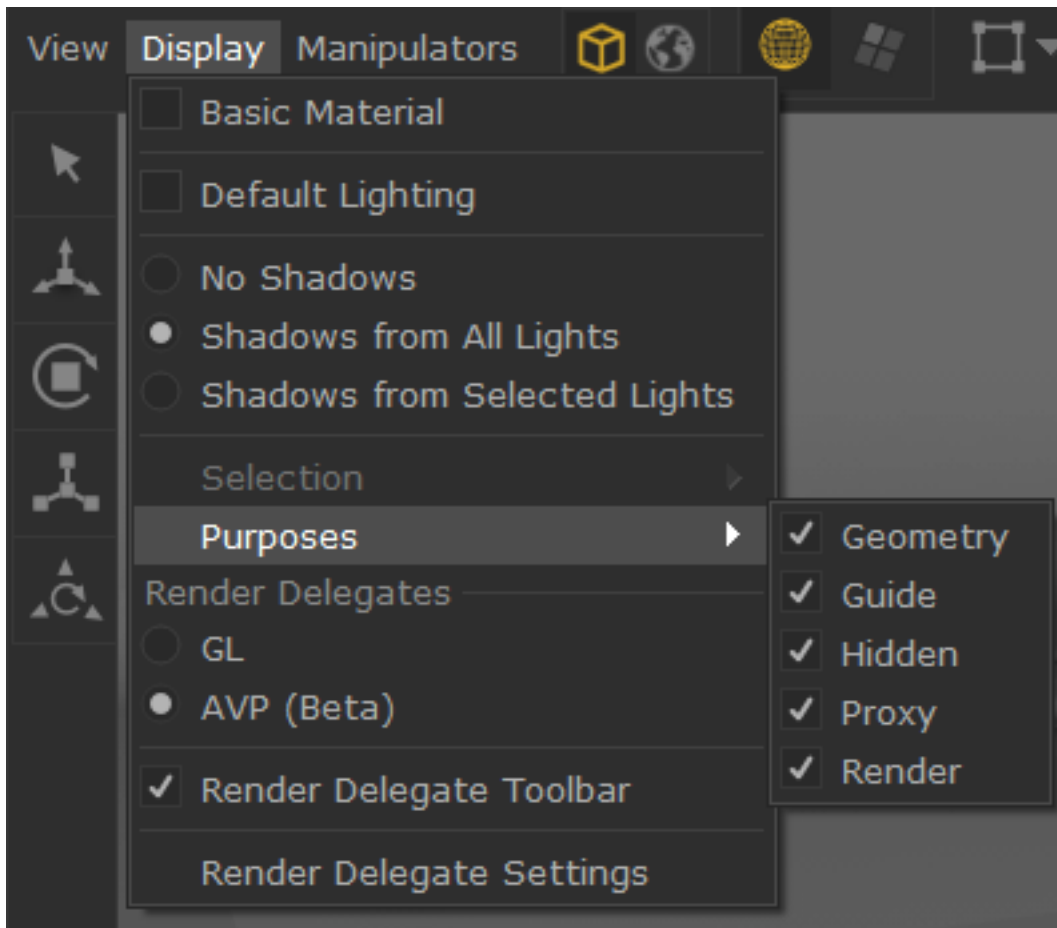 View Display Manipulators
Basic Material
Default Lighting
No Shadows
Shadows from All Lights
Shadows from Selected Lights
Selection
Purposes
Geometry
Guide
Hidden
Proxy
Render
Render Delegates
GL
AVP (Beta)
Render Delegate Toolbar
Render Delegate Settings